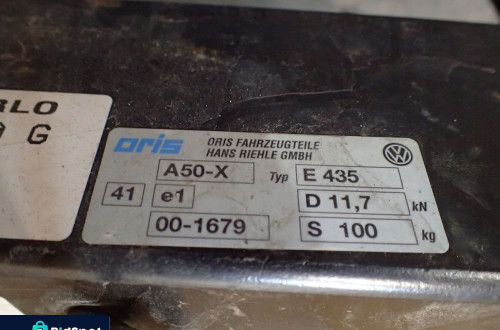 RLO
G
oris ORIS FAHRZEUGTEILE
HANS RIEHLE GMBH
A50-X Typ E 435
41 e1 D 11,7 kN
00-1679 S 100 kg